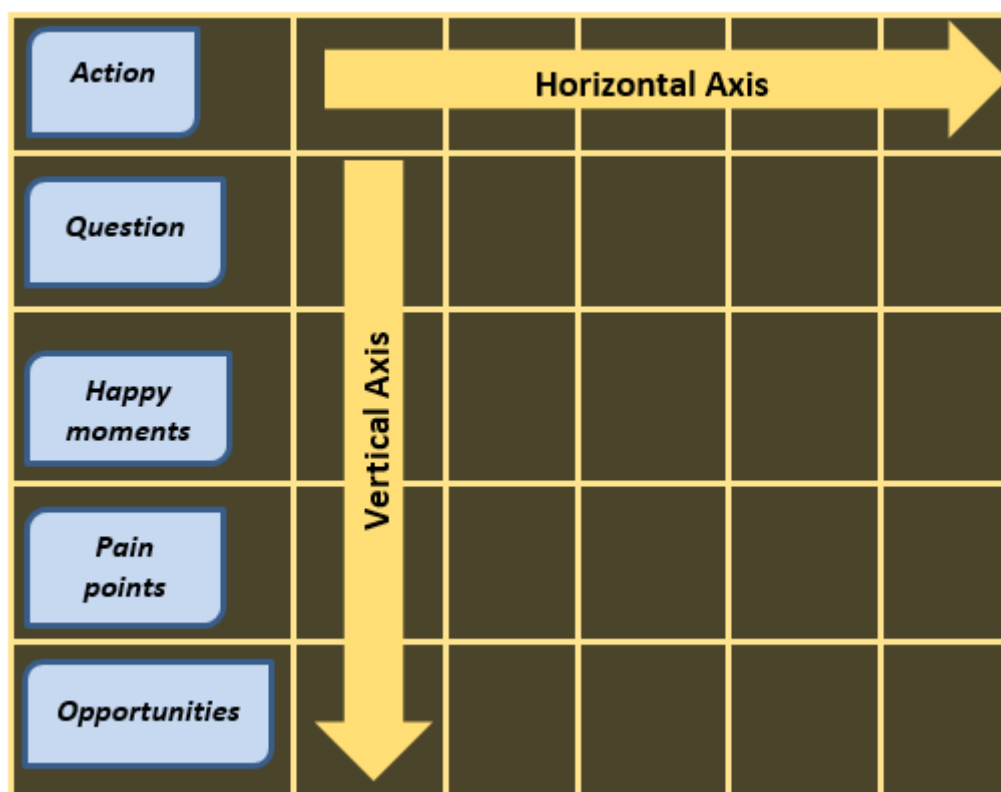 Action
Horizontal Axis
Question
Happy
moments
Vertical Axis
Pain
points
Opportunities